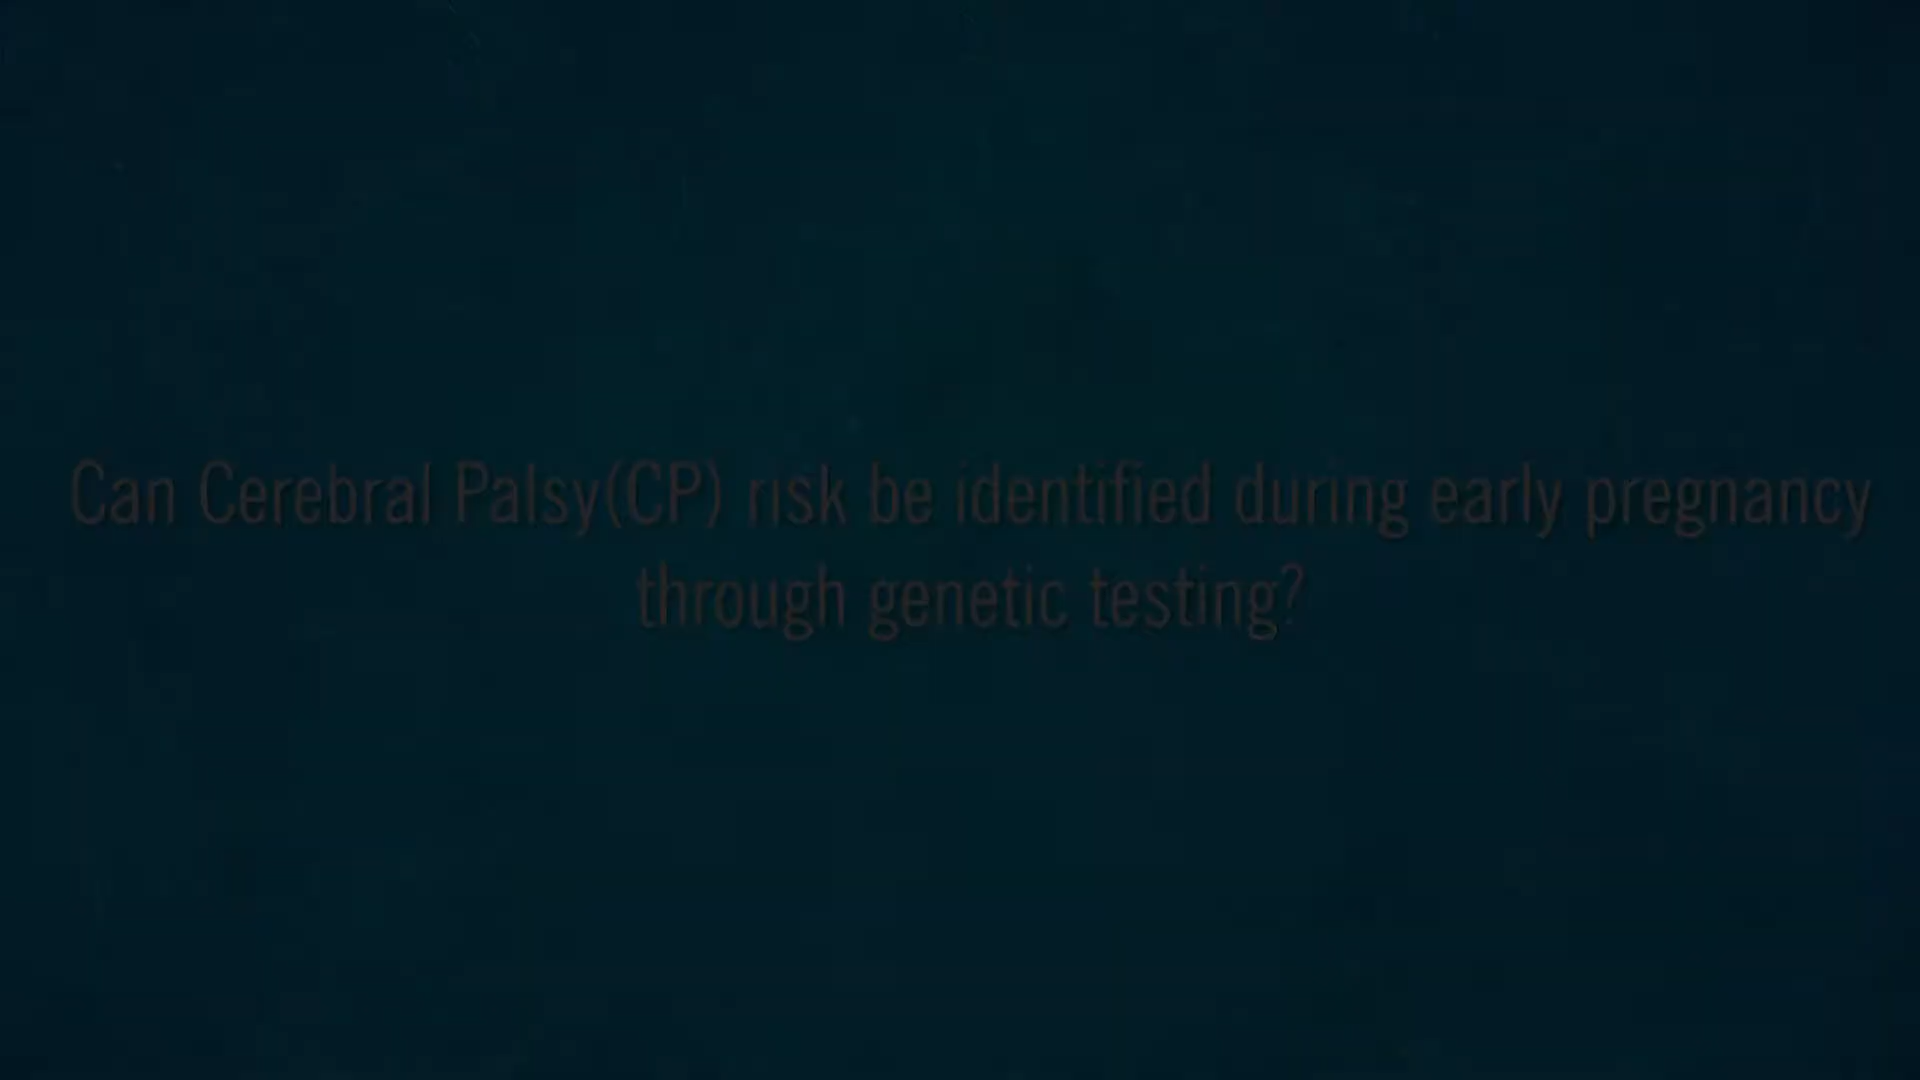 Can Cerebral Palsy(CP) risk be identified during early pregnancy
through genetic testing?